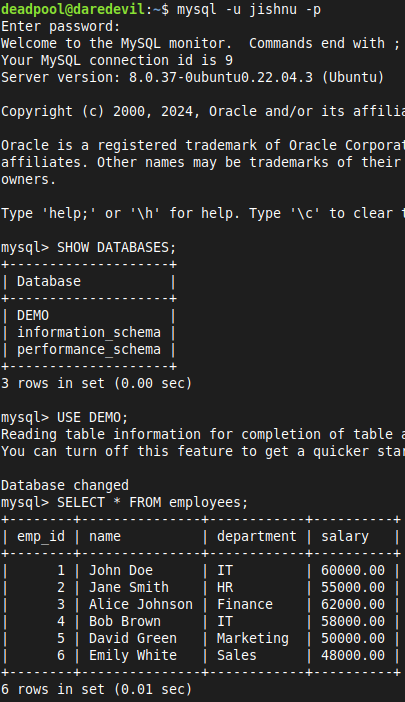 deadpool@daredevil:~$ mysql -u jishnu -p
Enter password:
Welcome to the MySQL monitor.  Commands end with ;
Your MySQL connection id is 9
Server version: 8.0.37-0ubuntu0.22.04.3 (Ubuntu)
Copyright (c) 2000, 2024, Oracle and/or its
Oracle is a registered trademark of Oracle
affiliates. Other names may be trademarks of their
owners.
Type 'help;' or '\h' for help. Type '\c' to clear
mysql> SHOW DATABASES;
+--------------------+
| Database           |
+--------------------+
| DEMO               |
| information_schema |
| performance_schema |
+--------------------+
3 rows in set (0.00 sec)
mysql> USE DEMO;
Reading table information for completion of table
You can turn off this feature to get a quicker
Database changed
mysql> SELECT * FROM employees;
+--------+---------------+------------+----------+
| emp_id | name          | department | salary   |
+--------+---------------+------------+----------+
|      1 | John Doe      | IT         | 60000.00 |
|      2 | Jane Smith    | HR         | 55000.00 |
|      3 | Alice Johnson | Finance    | 62000.00 |
|      4 | Bob Brown     | IT         | 58000.00 |
|      5 | David Green   | Marketing  | 50000.00 |
|      6 | Emily White   | Sales      | 48000.00 |
+--------+---------------+------------+----------+
6 rows in set (0.01 sec)